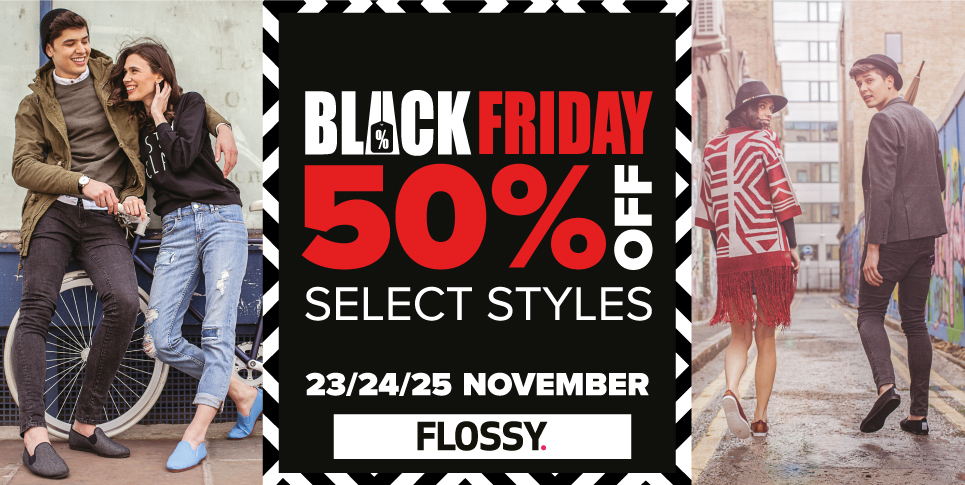 BLACK FRIDAY
%
50% OFF
SELECT STYLES
23/24/25 NOVEMBER
FLOSSY.